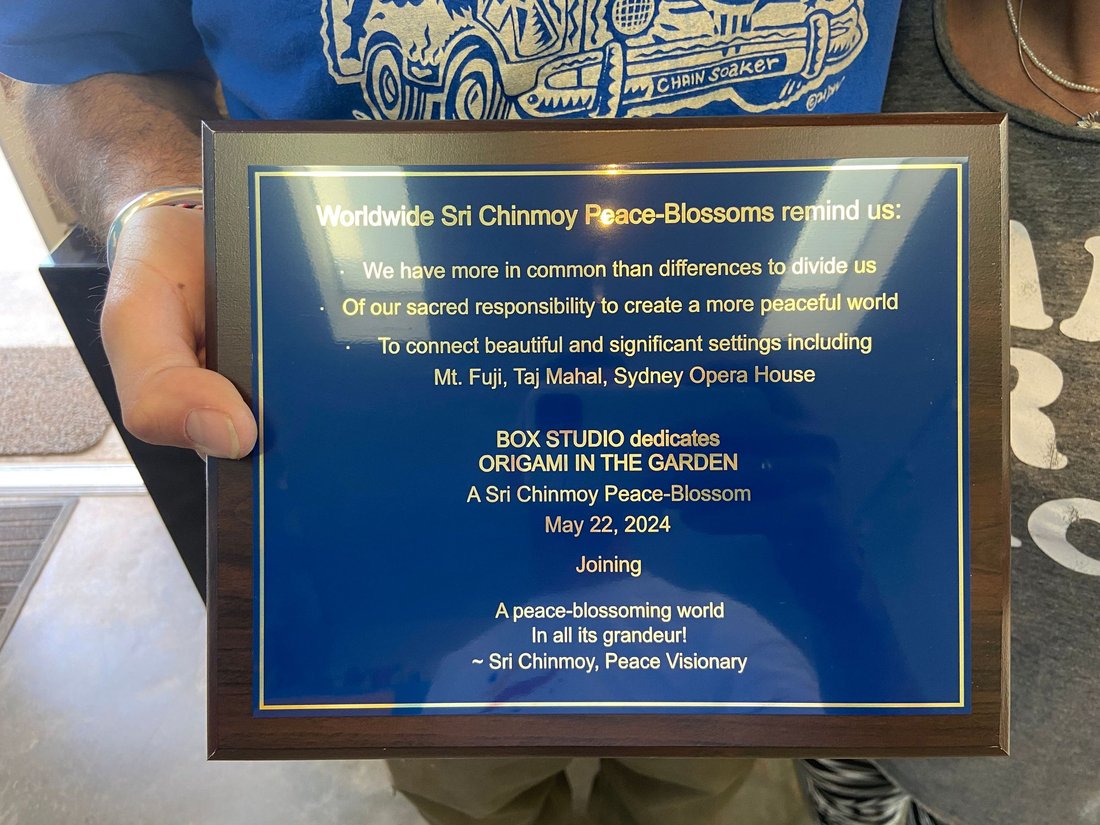 CHAIN SOAKER
Worldwide Sri Chinmoy Peace-Blossoms remind us:
· We have more in common than differences to divide us
· Of our sacred responsibility to create a more peaceful world
· To connect beautiful and significant settings including
Mt. Fuji, Taj Mahal, Sydney Opera House
BOX STUDIO dedicates
ORIGAMI IN THE GARDEN
A Sri Chinmoy Peace-Blossom
May 22, 2024
Joining
A peace-blossoming world
In all its grandeur!
~ Sri Chinmoy, Peace Visionary